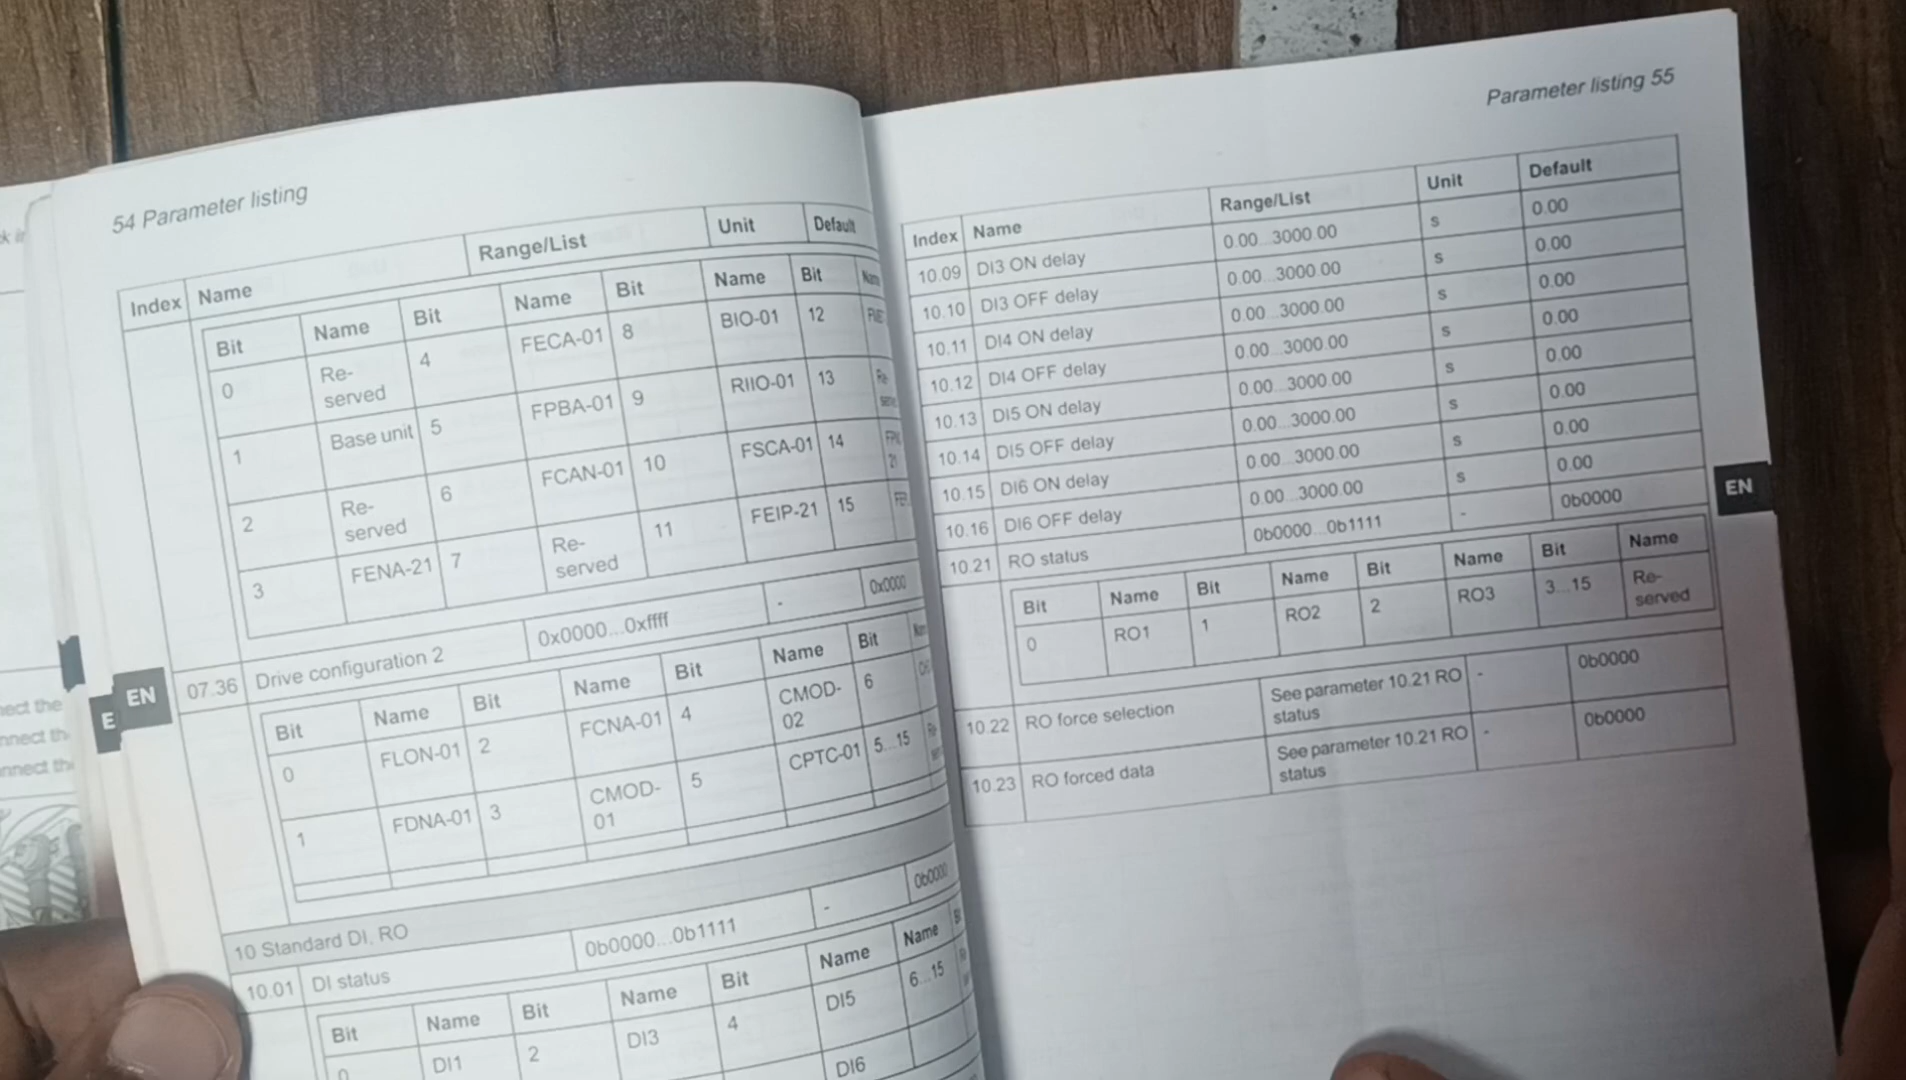 54 Parameter listing
Index Name Range/List Unit Default
Bit Name Bit Name Bit Name Bit
0 Re-served 4 FECA-01 8 BIO-01 12
1 Base unit 5 FPBA-01 9 RIIO-01 13
2 Re-served 6 FCAN-01 10 FSCA-01 14
3 FENA-21 7 Re-served 11 FEIP-21 15
07.36 Drive configuration 2 0x0000...0xffff - 0x0000
Bit Name Bit Name Bit Name Bit
0 FLON-01 2 FCNA-01 4 CMOD-02 6
1 FDNA-01 3 CMOD-01 5 CPTC-01 5...15
10 Standard DI, RO
10.01 DI status 0b0000...0b1111 - 0b0000
Bit Name Bit Name Bit Name Name
0 DI1 2 DI3 4 DI5 6...15
DI6
EN
E
nect the
Parameter listing 55
Index Name Range/List Unit Default
10.09 DI3 ON delay 0.00...3000.00 s 0.00
10.10 DI3 OFF delay 0.00...3000.00 s 0.00
10.11 DI4 ON delay 0.00...3000.00 s 0.00
10.12 DI4 OFF delay 0.00...3000.00 s 0.00
10.13 DI5 ON delay 0.00...3000.00 s 0.00
10.14 DI5 OFF delay 0.00...3000.00 s 0.00
10.15 DI6 ON delay 0.00...3000.00 s 0.00
10.16 DI6 OFF delay 0.00...3000.00 s 0.00
10.21 RO status 0b0000...0b1111 - 0b0000
Bit Name Bit Name Bit Name Bit Name
0 RO1 1 RO2 2 RO3 3...15 Re-served
10.22 RO force selection See parameter 10.21 RO status - 0b0000
10.23 RO forced data See parameter 10.21 RO status - 0b0000
EN